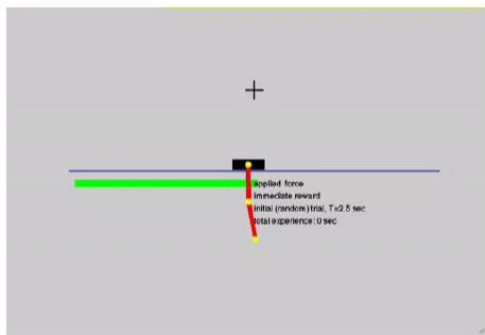 applied force
immediate reward
initial (random) trial, T=2.5 sec
total experience: 0 sec